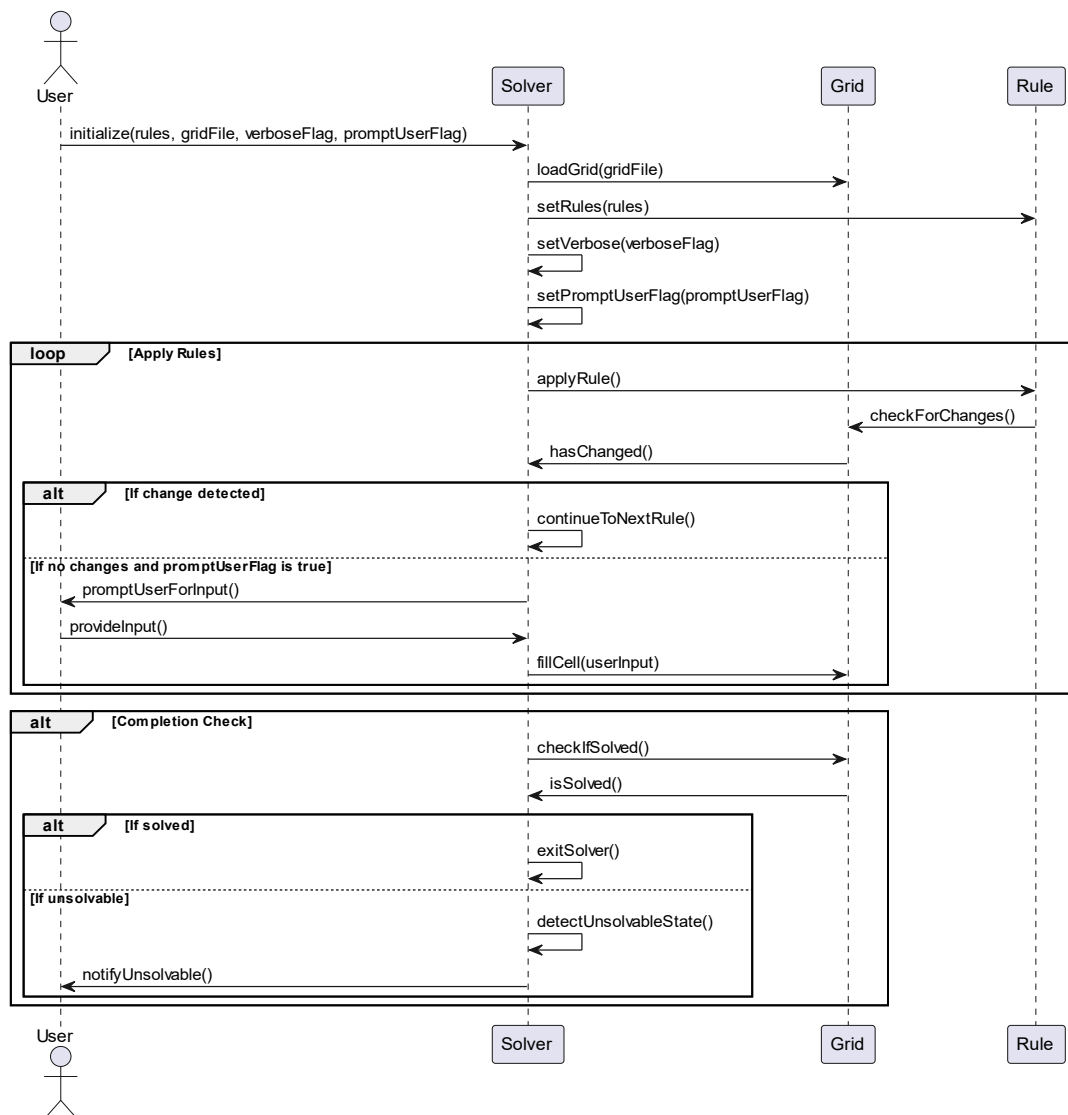 User
Solver
Grid
Rule
initialize(rules, gridFile, verboseFlag, promptUserFlag)
loadGrid(gridFile)
setRules(rules)
setVerbose(verboseFlag)
setPromptUserFlag(promptUserFlag)
loop [Apply Rules]
applyRule()
checkForChanges()
hasChanged()
alt [If change detected]
continueToNextRule()
[If no changes and promptUserFlag is true]
promptUserForInput()
provideInput()
fillCell(userInput)
alt [Completion Check]
checkIfSolved()
isSolved()
alt [If solved]
exitSolver()
[If unsolvable]
detectUnsolvableState()
notifyUnsolvable()
User
Solver
Grid
Rule